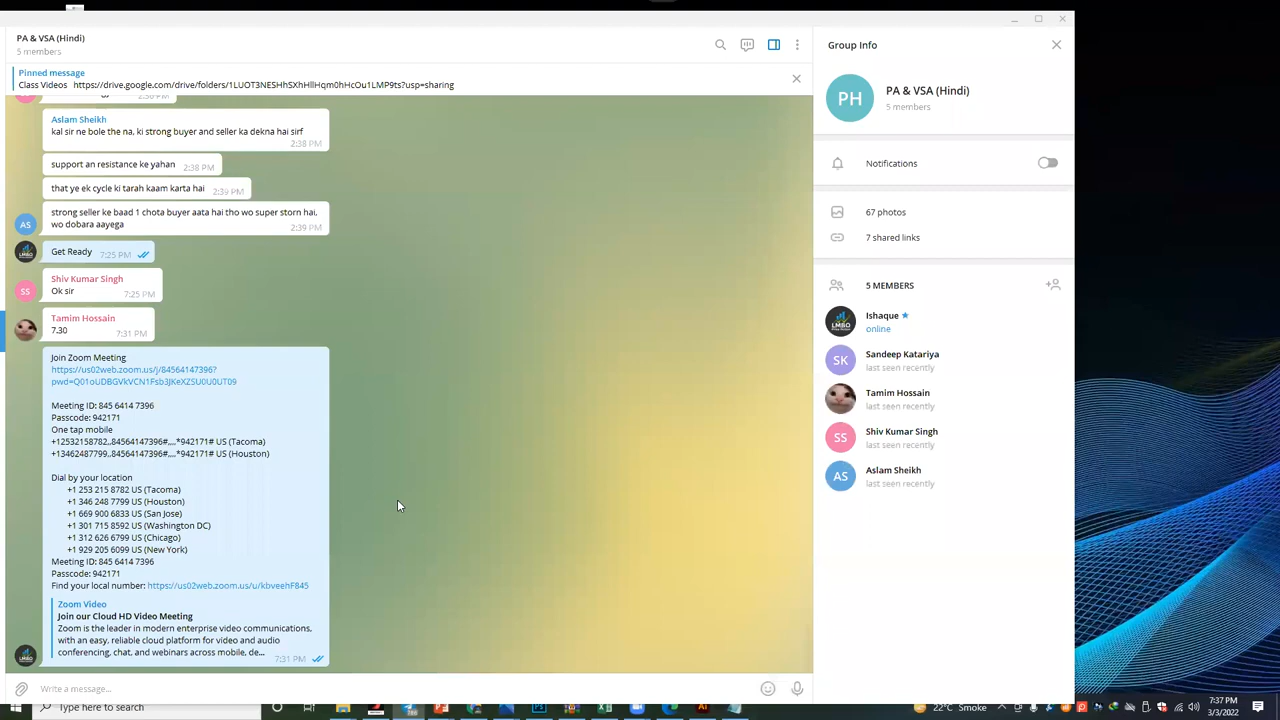 PA & VSA (Hindi)
5 members
Pinned message
Class Videos https://drive.google.com/drive/folders/1LUOT3NESHhSXhHllHqm0hHcOu1LMP9ts?usp=sharing
2:38 PM
Aslam Sheikh
kal sir ne bole the na, ki strong buyer and seller ka dekna hai sirf
2:38 PM
support an resistance ke yahan 2:38 PM
that ye ek cycle ki tarah kaam karta hai 2:39 PM
strong seller ke baad 1 chota buyer aata hai tho wo super storn hai,
wo dobara aayega
2:39 PM
AS
Get Ready 7:25 PM
Shiv Kumar Singh
Ok sir 7:25 PM
SS
Tamim Hossain
7.30 7:31 PM
Join Zoom Meeting
https://us02web.zoom.us/j/84564147396?
pwd=Q01oUDBGVkVCN1Fsb3JKeXZSU0U0UT09
Meeting ID: 845 6414 7396
Passcode: 942171
One tap mobile
+12532158782,,84564147396#,,,,*942171# US (Tacoma)
+13462487799,,84564147396#,,,,*942171# US (Houston)
Dial by your location
+1 253 215 8782 US (Tacoma)
+1 346 248 7799 US (Houston)
+1 669 900 6833 US (San Jose)
+1 301 715 8592 US (Washington DC)
+1 312 626 6799 US (Chicago)
+1 929 205 6099 US (New York)
Meeting ID: 845 6414 7396
Passcode: 942171
Find your local number: https://us02web.zoom.us/u/kbveehF845
Zoom Video
Join our Cloud HD Video Meeting
Zoom is the leader in modern enterprise video communications,
with an easy, reliable cloud platform for video and audio
conferencing, chat, and webinars across mobile, de...
7:31 PM
Write a message...
Group Info
PH
PA & VSA (Hindi)
5 members
Notifications
67 photos
7 shared links
5 MEMBERS
LMBO
Ishaque
online
SK
Sandeep Katariya
last seen recently
Tamim Hossain
last seen recently
SS
Shiv Kumar Singh
last seen recently
AS
Aslam Sheikh
last seen recently
Type here to search
22°C Smoke
7:37 PM
3/3/2022